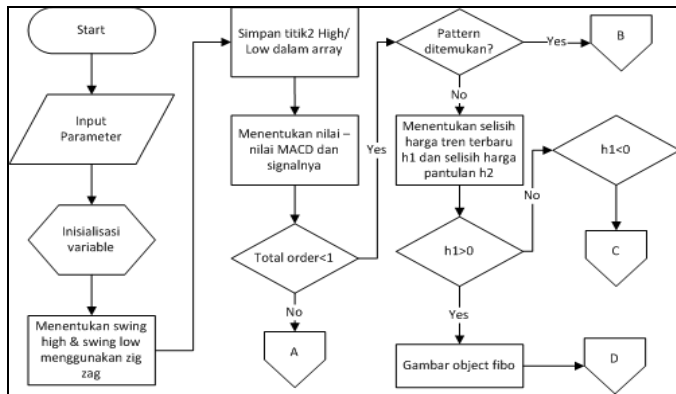 Start
Input
Parameter
Inisialisasi
variable
Menentukan swing
high & swing low
menggunakan zig
zag
Simpan titik2 High/
Low dalam array
Menentukan nilai –
nilai MACD dan
signalnya
Total order<1
No
A
Yes
Pattern
ditemukan?
Yes
B
No
Menentukan selisih
harga tren terbaru
h1 dan selisih harga
pantulan h2
h1>0
No
h1<0
C
Yes
Gambar object fibo
D